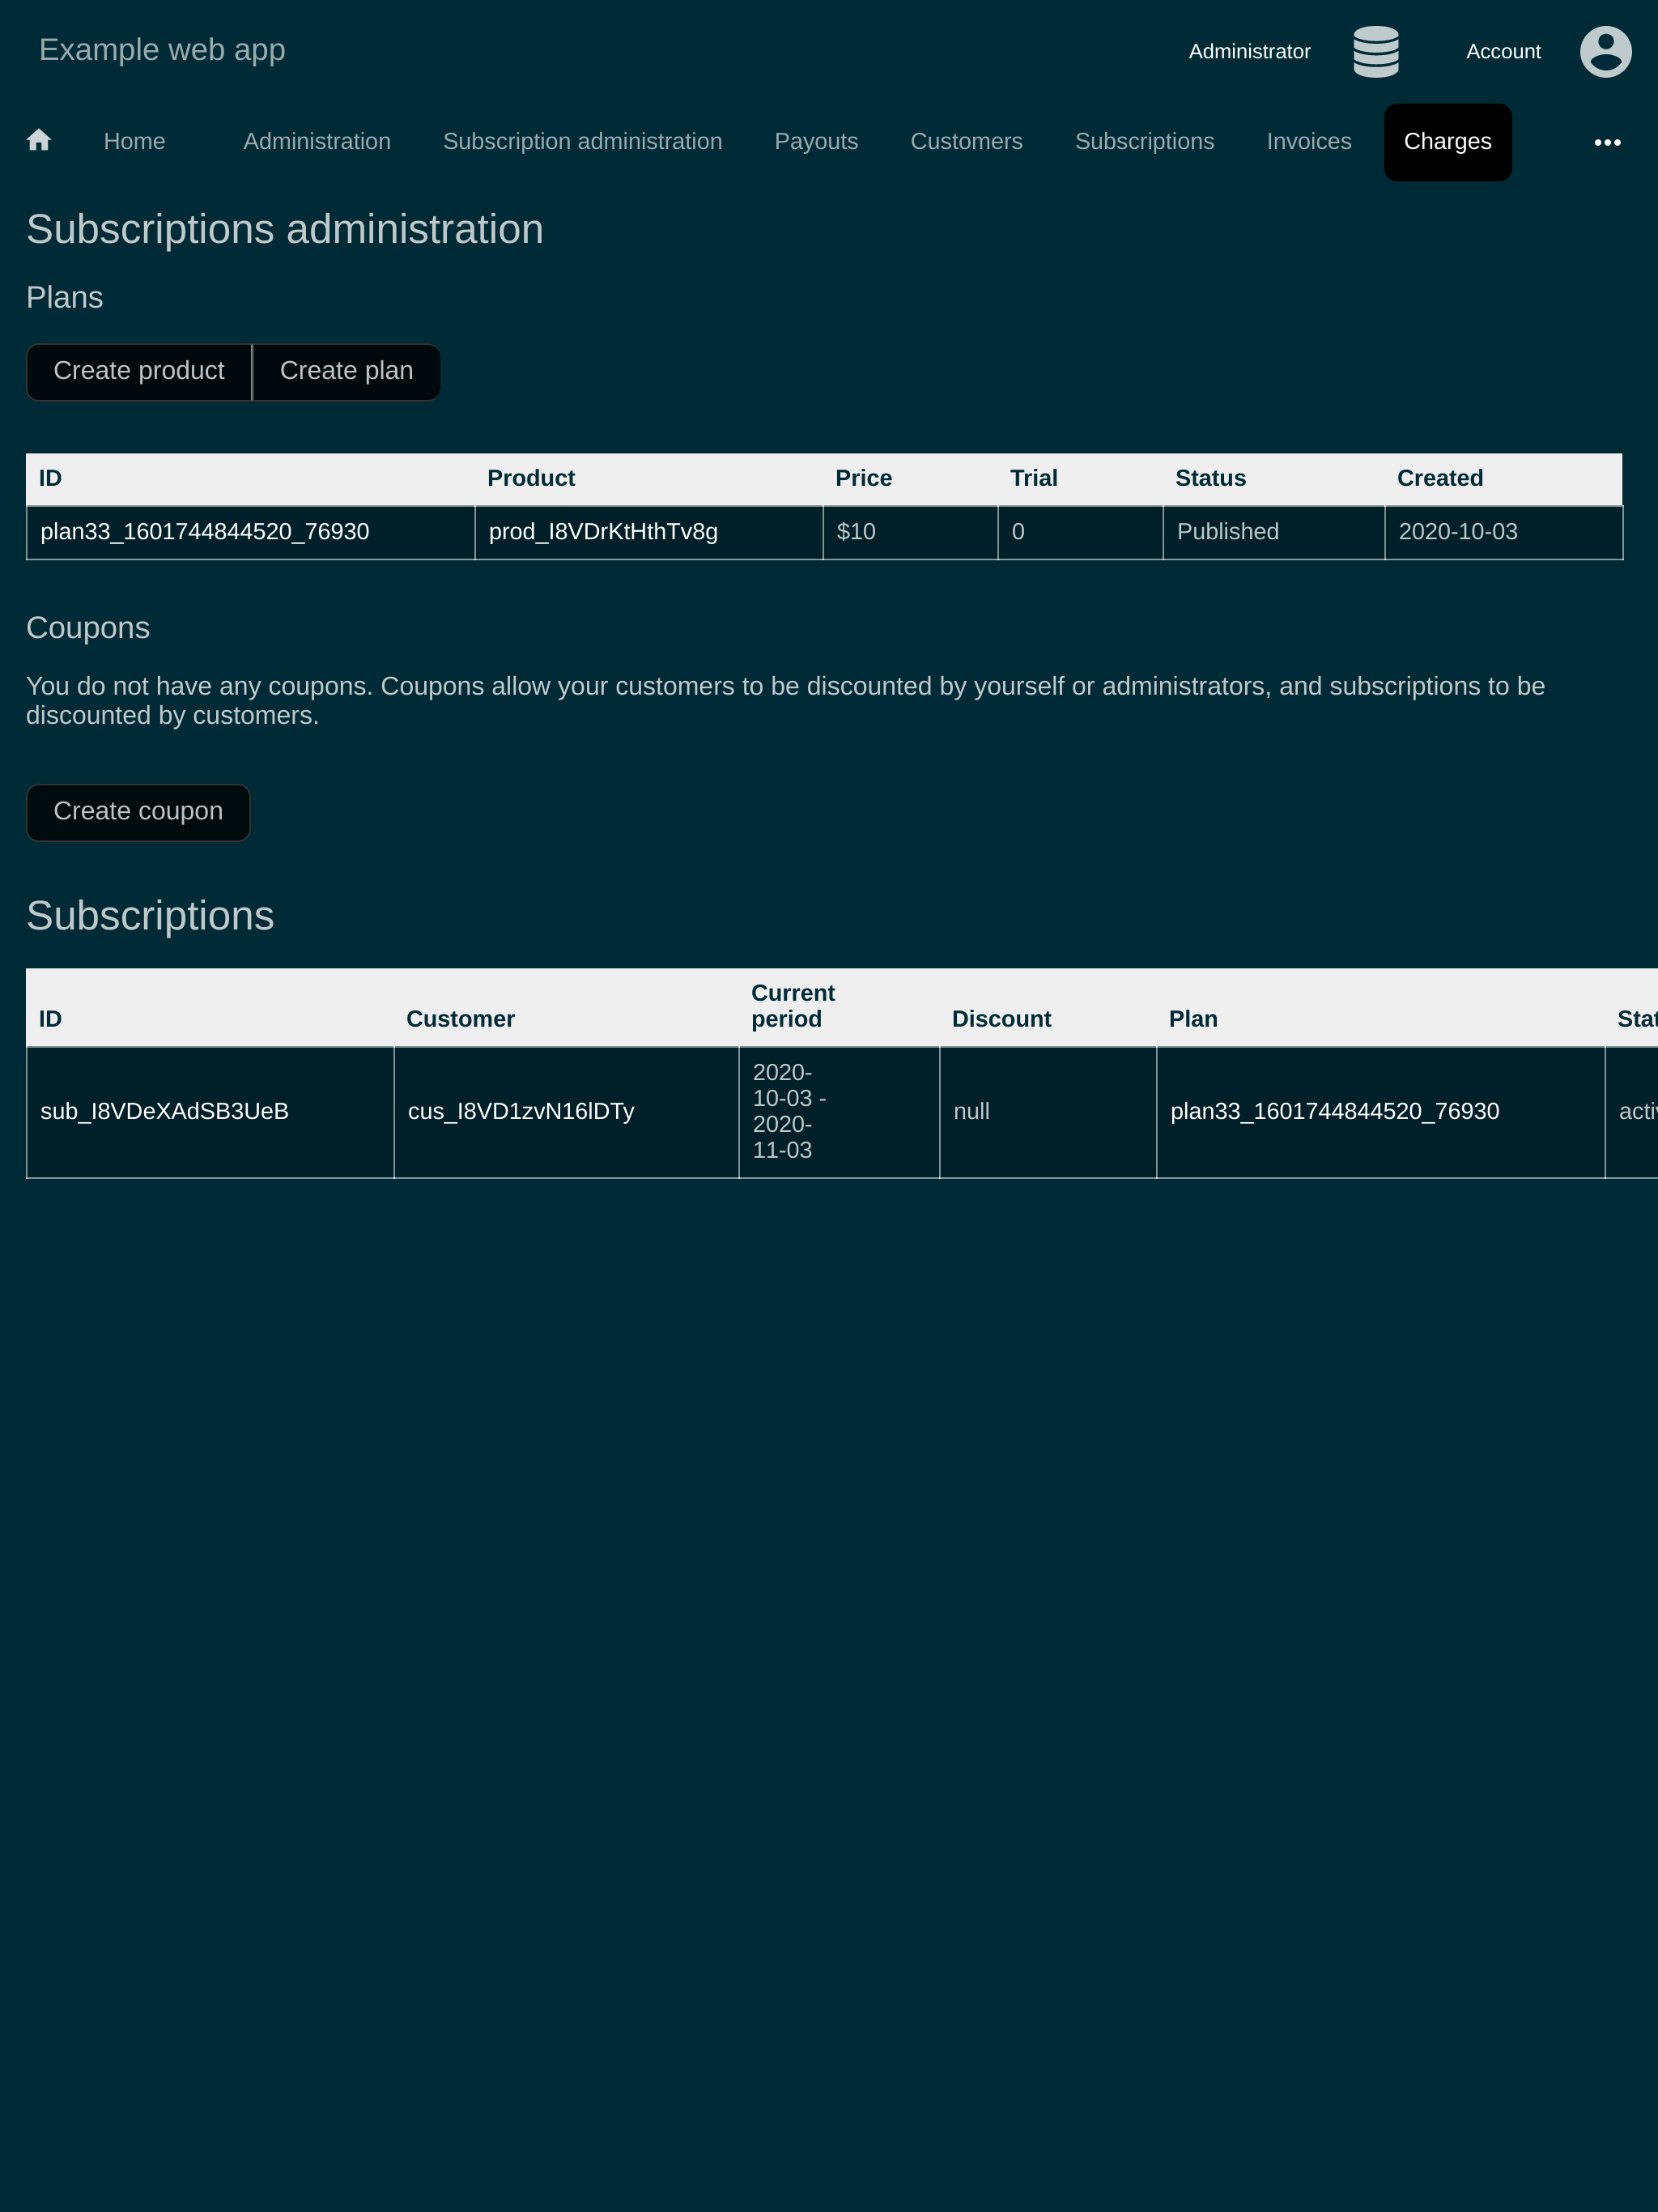 Example web app
Administrator Account
Home Administration Subscription administration Payouts Customers Subscriptions Invoices Charges
Subscriptions administration
Plans
Create product Create plan
ID Product Price Trial Status Created
plan33_1601744844520_76930 prod_I8VDrKtHthTv8g $10 0 Published 2020-10-03
Coupons
You do not have any coupons. Coupons allow your customers to be discounted by yourself or administrators, and subscriptions to be
discounted by customers.
Create coupon
Subscriptions
ID Customer Current period Discount Plan
sub_I8VDeXAdSB3UeB cus_I8VD1zvN16lDTy 2020-10-03 - 2020-11-03 null plan33_1601744844520_76930